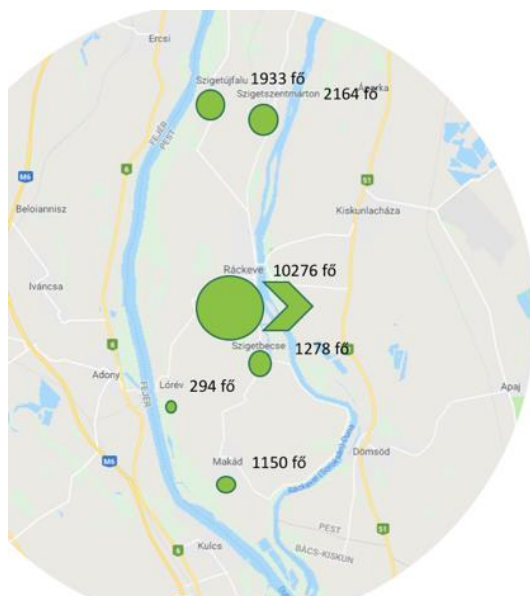 Ercsi
Szigetújfalu 1933 fő
Szigetszentmárton 2164 fő
Áporka
FEJÉR
PEST
6
M6
51
Beloiannisz
Kiskunlacháza
Ráckeve 10276 fő
Iváncsa
Szigetbecse 1278 fő
6
51
Adony
Lórév 294 fő
Apaj
FEJÉR
Makád 1150 fő
M6
Dömsöd
PEST
BÁCS-KISKUN
51
6
Kulcs